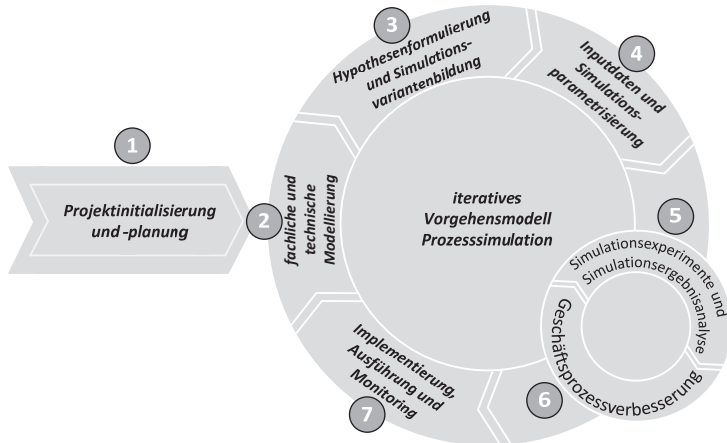 1
Projektinitialisierung
und -planung
2
fachliche und
technische
Modellierung
3
Hypothesenformulierung
und Simulations-
variantenbildung
4
Inputdaten und
Simulations-
parametrisierung
5
Simulationsexperimente und
Simulationsergebnisanalyse
6
Geschäftsprozessverbesserung
7
Implementierung,
Ausführung und
Monitoring
iteratives
Vorgehensmodell
Prozesssimulation